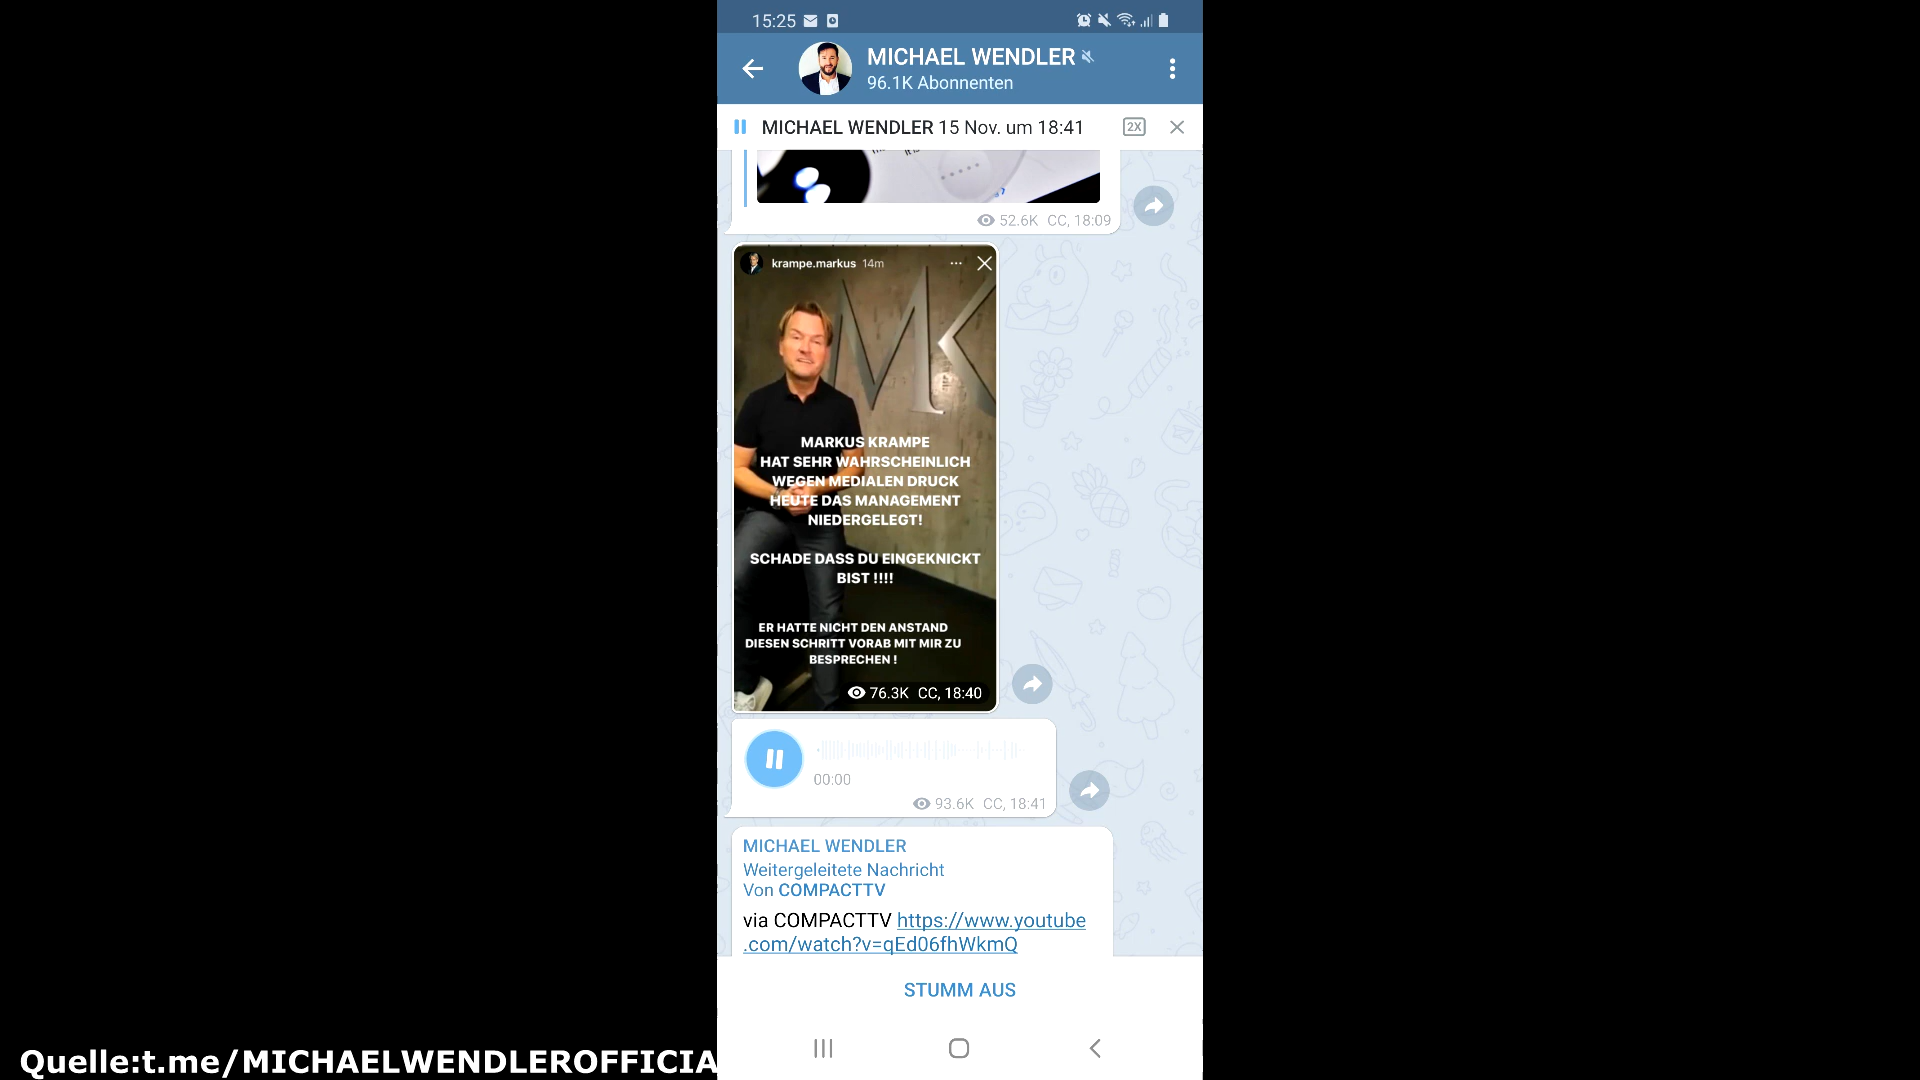 15:25
MICHAEL WENDLER
96.1K Abonnenten
MICHAEL WENDLER 15 Nov. um 18:41
2X
52.6K CC, 18:09
krampe.markus 14m
MK
MARKUS KRAMPE
HAT SEHR WAHRSCHEINLICH
WEGEN MEDIALEN DRUCK
HEUTE DAS MANAGEMENT
NIEDERGELEGT!
SCHADE DASS DU EINGEKNICKT
BIST !!!!
ER HATTE NICHT DEN ANSTAND
DIESEN SCHRITT VORAB MIT MIR ZU
BESPRECHEN !
76.3K CC, 18:40
00:00
93.6K CC, 18:41
MICHAEL WENDLER
Weitergeleitete Nachricht
Von COMPACTTV
via COMPACTTV https://www.youtube
.com/watch?v=qEd06fhWkmQ
STUMM AUS
Quelle:t.me/MICHAELWENDLEROFFICIA